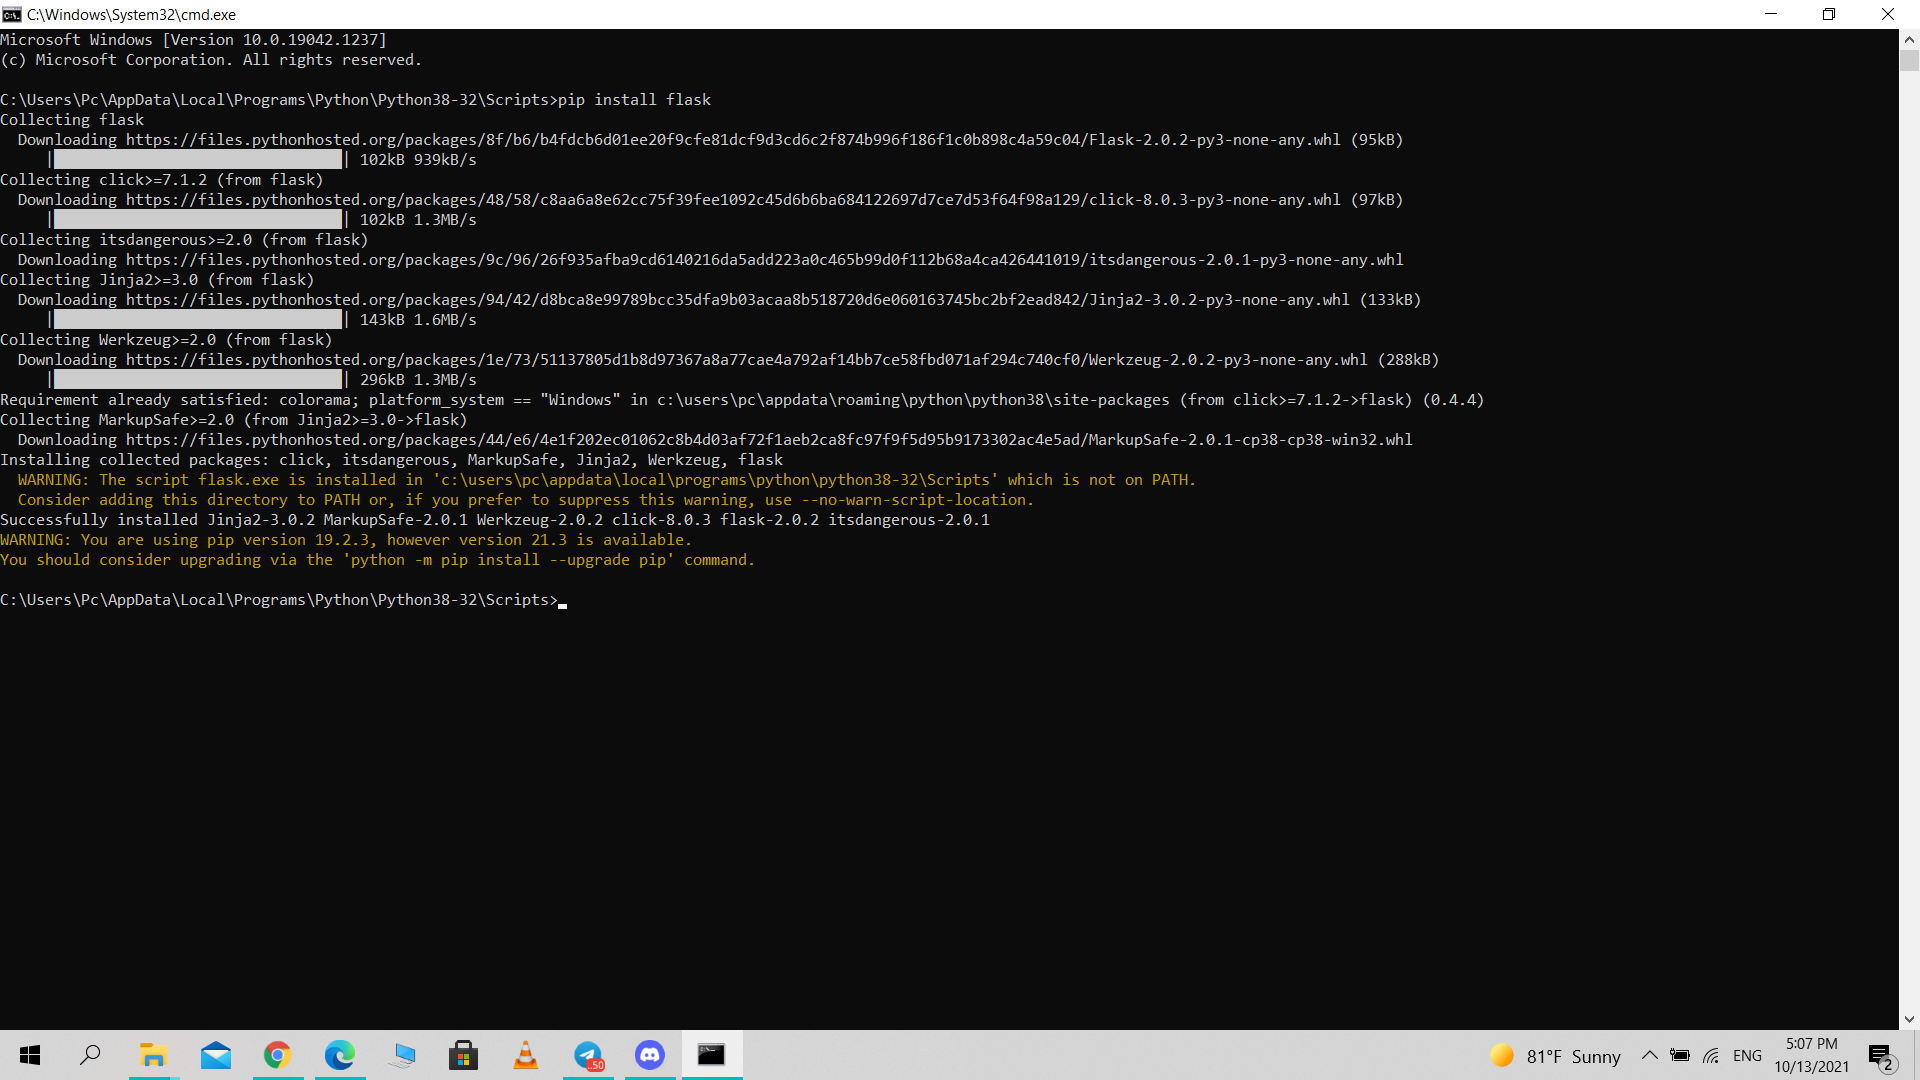 C:\Windows\System32\cmd.exe
Microsoft Windows [Version 10.0.19042.1237]
(c) Microsoft Corporation. All rights reserved.
C:\Users\Pc\AppData\Local\Programs\Python\Python38-32\Scripts>pip install flask
Collecting flask
Downloading https://files.pythonhosted.org/packages/8f/b6/b4fdcb6d01ee20f9cfe81dcf9d3cd6c2f874b996f186f1c0b898c4a59c04/Flask-2.0.2-py3-none-any.whl (95kB)
| | 102kB 939kB/s
Collecting click>=7.1.2 (from flask)
Downloading https://files.pythonhosted.org/packages/48/58/c8aa6a8e62cc75f39fee1092c45d6b6ba684122697d7ce7d53f64f98a129/click-8.0.3-py3-none-any.whl (97kB)
| | 102kB 1.3MB/s
Collecting itsdangerous>=2.0 (from flask)
Downloading https://files.pythonhosted.org/packages/9c/96/26f935afba9cd6140216da5add223a0c465b99d0f112b68a4ca426441019/itsdangerous-2.0.1-py3-none-any.whl
Collecting Jinja2>=3.0 (from flask)
Downloading https://files.pythonhosted.org/packages/94/42/d8bca8e99789bcc35dfa9b03acaa8b518720d6e060163745bc2bf2ead842/Jinja2-3.0.2-py3-none-any.whl (133kB)
| | 143kB 1.6MB/s
Collecting Werkzeug>=2.0 (from flask)
Downloading https://files.pythonhosted.org/packages/1e/73/51137805d1b8d97367a8a77cae4a792af14bb7ce58fbd071af294c740cf0/Werkzeug-2.0.2-py3-none-any.whl (288kB)
| | 296kB 1.3MB/s
Requirement already satisfied: colorama; platform_system == "Windows" in c:\users\pc\appdata\roaming\python\python38\site-packages (from click>=7.1.2->flask) (0.4.4)
Collecting MarkupSafe>=2.0 (from Jinja2>=3.0->flask)
Downloading https://files.pythonhosted.org/packages/44/e6/4e1f202ec01062c8b4d03af72f1aeb2ca8fc97f9f5d95b9173302ac4e5ad/MarkupSafe-2.0.1-cp38-cp38-win32.whl
Installing collected packages: click, itsdangerous, MarkupSafe, Jinja2, Werkzeug, flask
WARNING: The script flask.exe is installed in 'c:\users\pc\appdata\local\programs\python\python38-32\Scripts' which is not on PATH.
Consider adding this directory to PATH or, if you prefer to suppress this warning, use --no-warn-script-location.
Successfully installed Jinja2-3.0.2 MarkupSafe-2.0.1 Werkzeug-2.0.2 click-8.0.3 flask-2.0.2 itsdangerous-2.0.1
WARNING: You are using pip version 19.2.3, however version 21.3 is available.
You should consider upgrading via the 'python -m pip install --upgrade pip' command.
C:\Users\Pc\AppData\Local\Programs\Python\Python38-32\Scripts>
..50
81°F Sunny
ENG
5:07 PM
10/13/2021
2